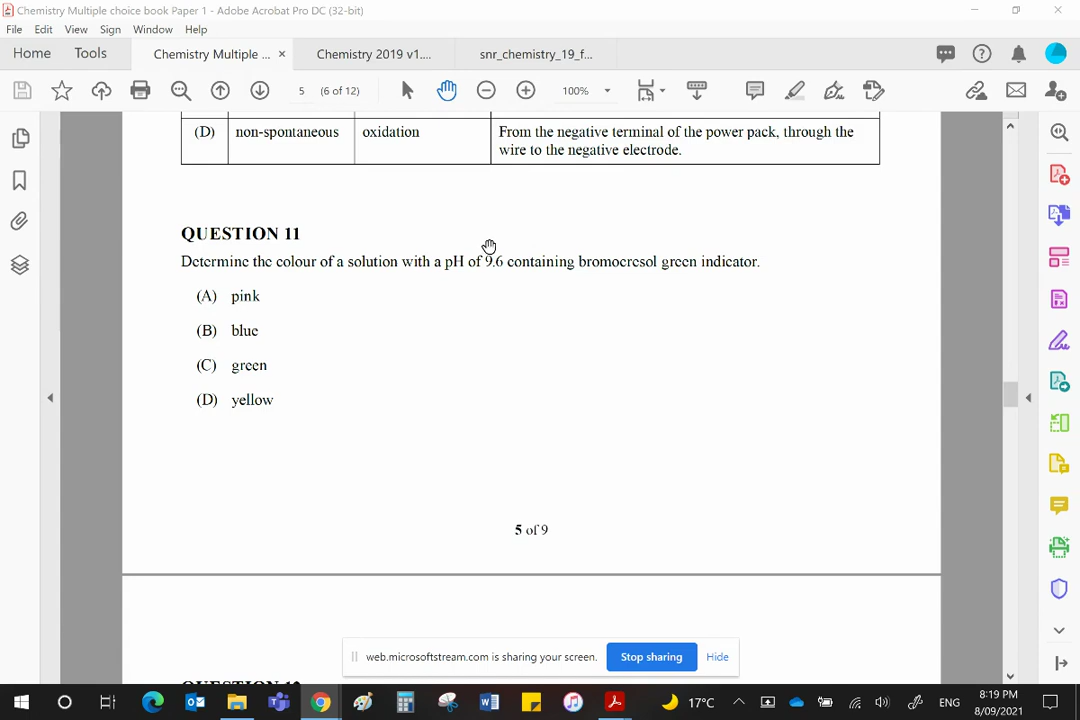 Chemistry Multiple choice book Paper 1 - Adobe Acrobat Pro DC (32-bit)
File Edit View Sign Window Help
Home Tools Chemistry Multiple ... × Chemistry 2019 v1.... snr_chemistry_19_f...
5 (6 of 12) 100%
(D) non-spontaneous oxidation From the negative terminal of the power pack, through the
wire to the negative electrode.
QUESTION 11
Determine the colour of a solution with a pH of 9.6 containing bromocresol green indicator.
(A) pink
(B) blue
(C) green
(D) yellow
5 of 9
web.microsoftstream.com is sharing your screen. Stop sharing Hide
QUESTION 12
17°C ENG 8:19 PM
8/09/2021